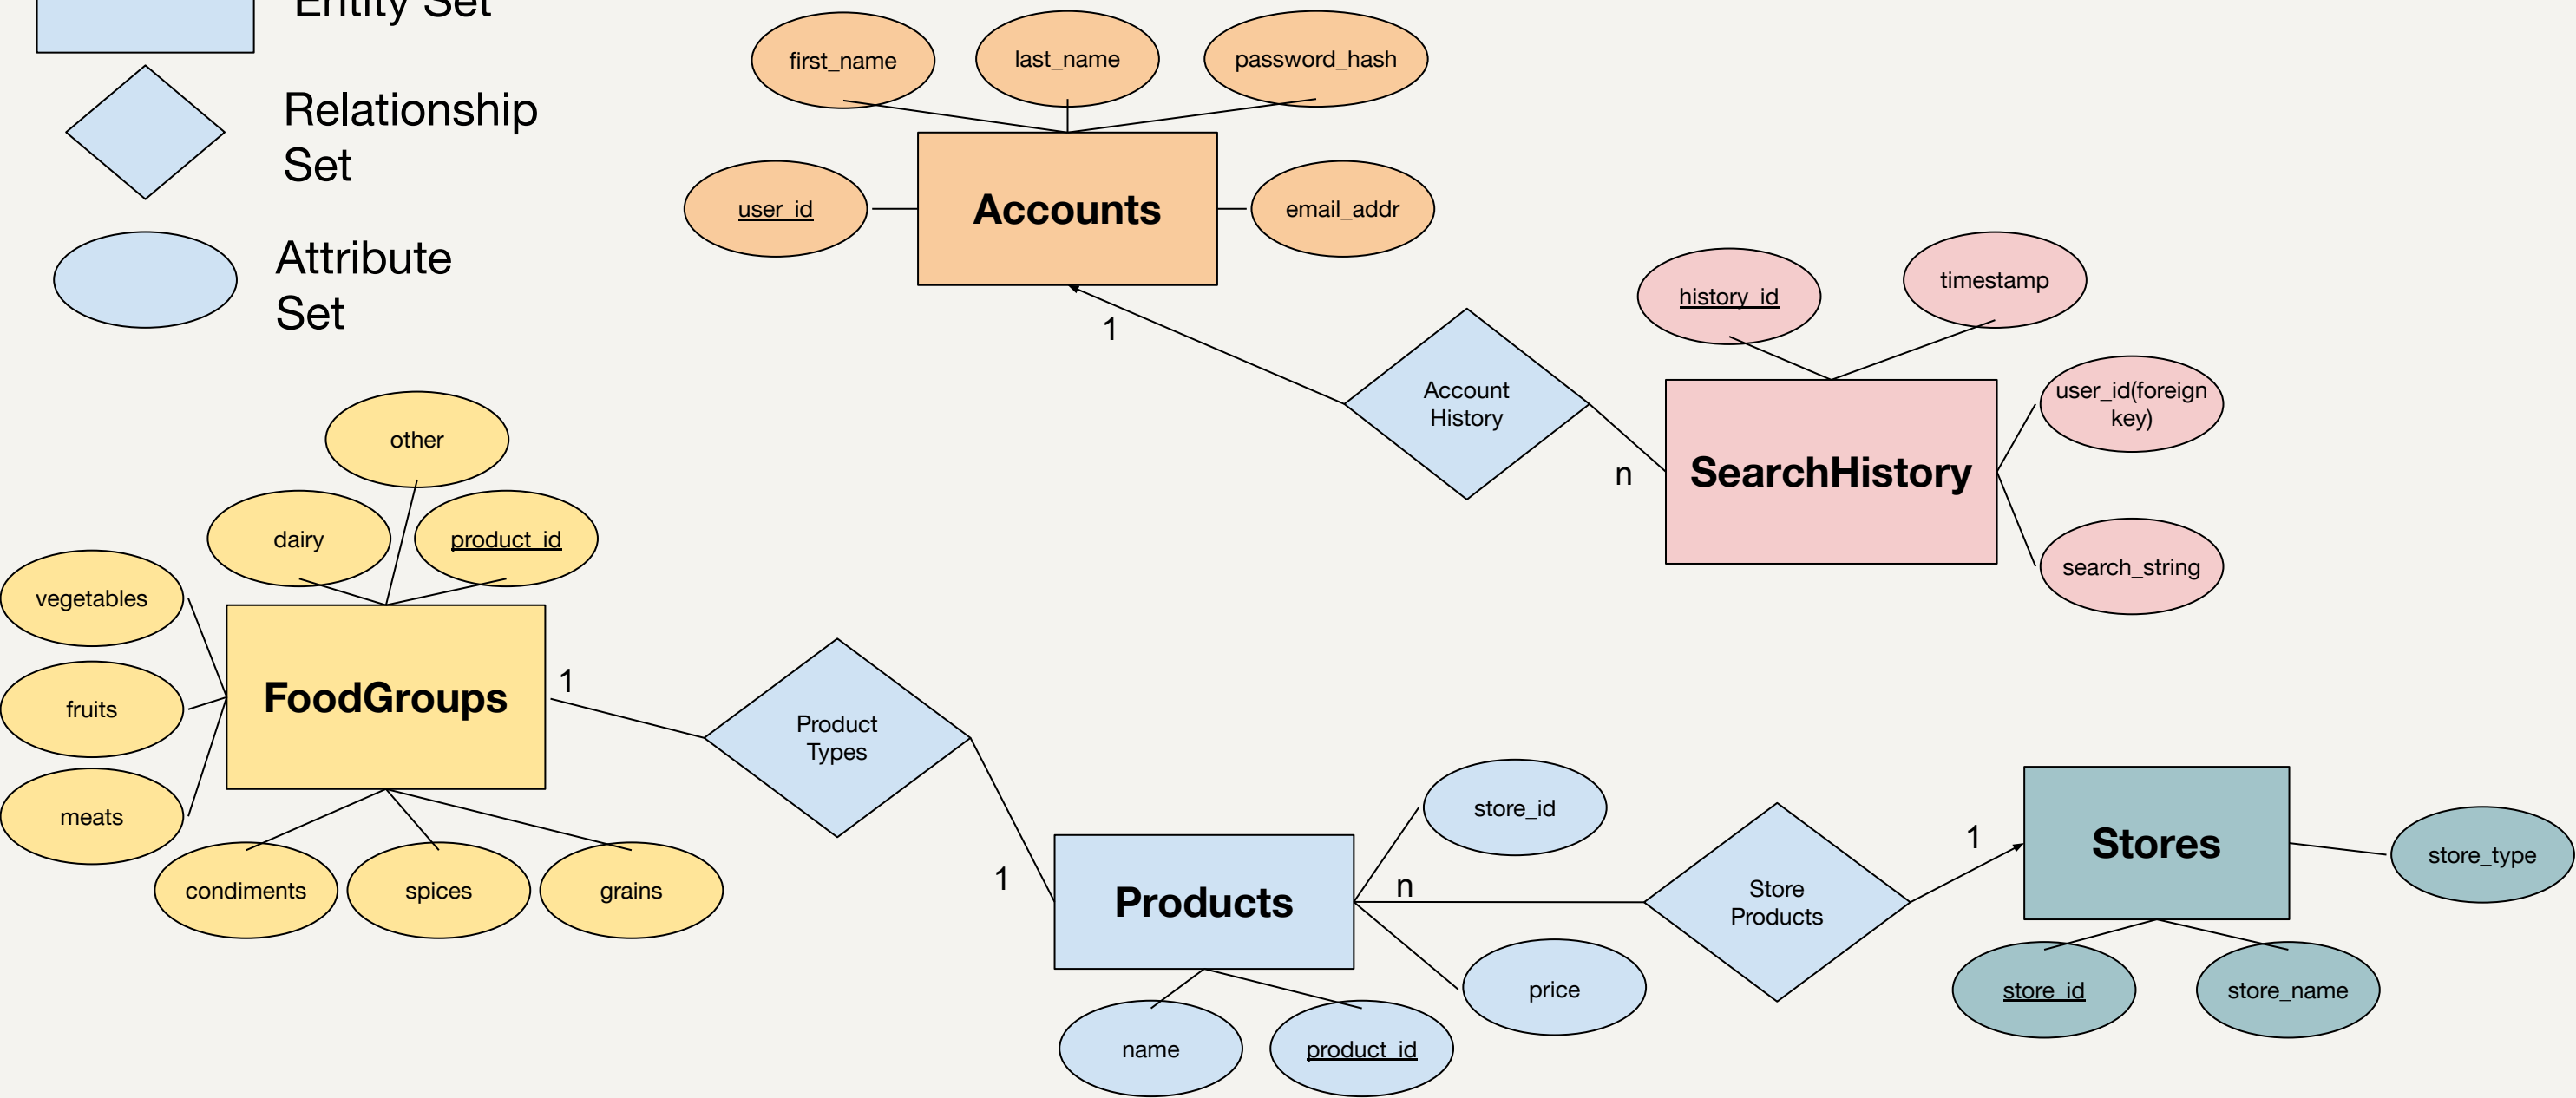 Entity Set
Relationship
Set
Attribute
Set
first_name
last_name
password_hash
user_id
Accounts
email_addr
1
Account
History
n
history_id
timestamp
SearchHistory
user_id(foreign
key)
search_string
other
dairy
product_id
vegetables
fruits
meats
FoodGroups
condiments
spices
grains
1
Product
Types
1
Products
store_id
n
price
name
product_id
Store
Products
1
Stores
store_type
store_id
store_name